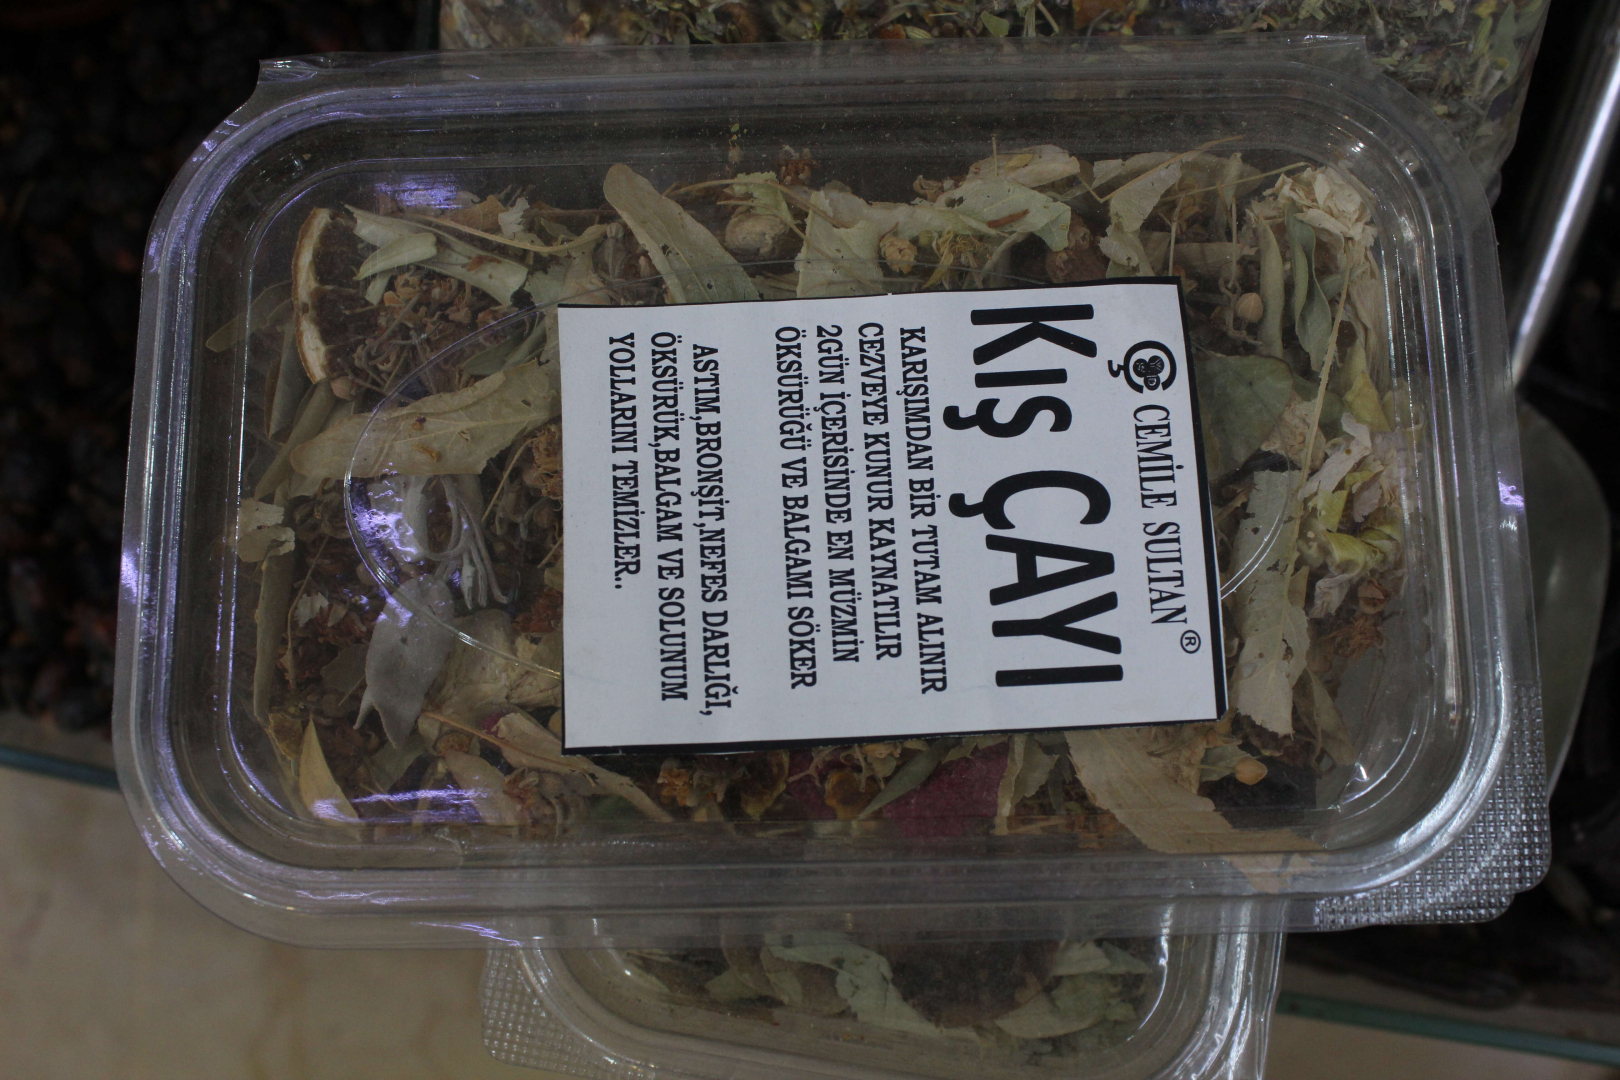 CEMİLE SULTAN ®
KIŞ ÇAYI
KARIŞIMDAN BİR TUTAM ALINIR
CEZVEYE KUNUR KAYNATILIR
2GÜN İÇERİSİNDE EN MÜZMİN
ÖKSÜRÜĞÜ VE BALGAMI SÖKER
ASTIM,BRONŞİT,NEFES DARLIĞI,
ÖKSÜRÜK,BALGAM VE SOLUNUM
YOLLARINI TEMİZLER..